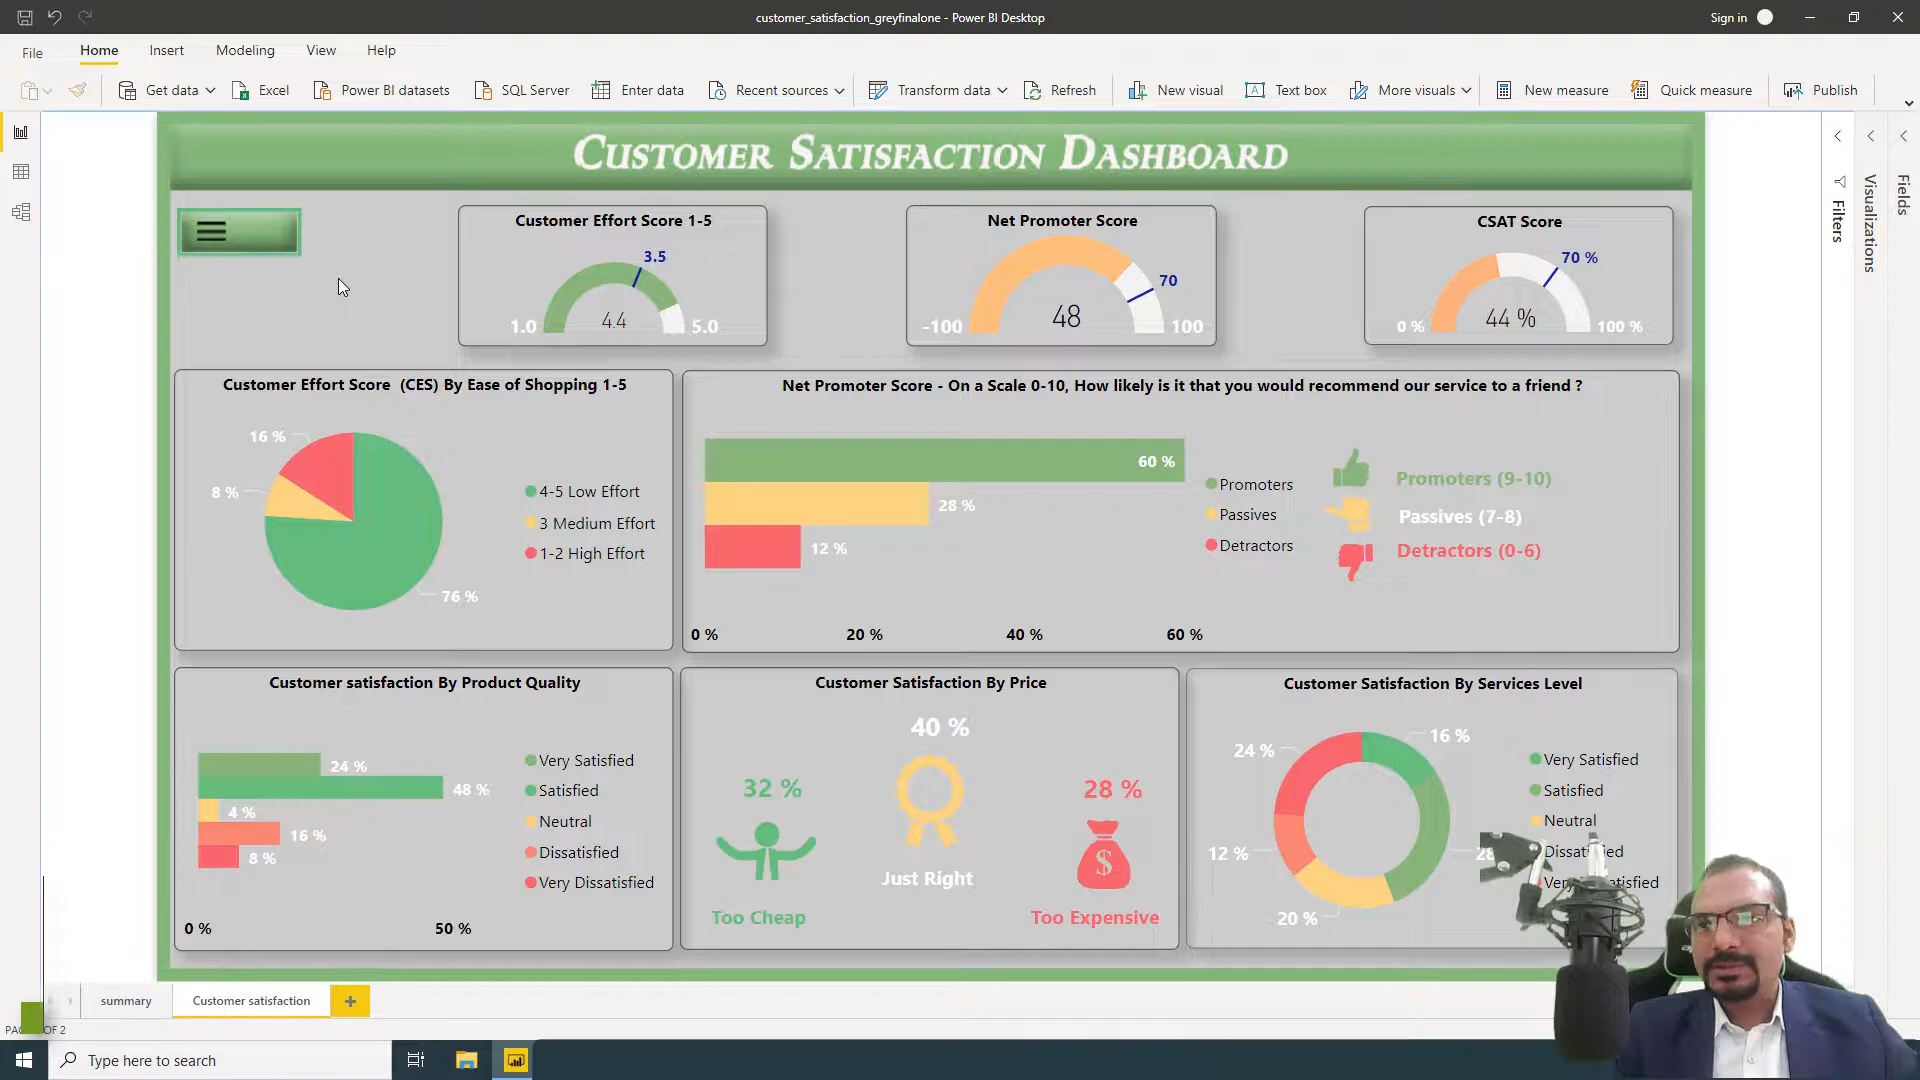 customer_satisfaction_greyfinalone - Power BI Desktop
Sign in
File
Home
Insert
Modeling
View
Help
Get data
Excel
Power BI datasets
SQL Server
Enter data
Recent sources
Transform data
Refresh
New visual
Text box
More visuals
New measure
Quick measure
Publish
Customer Satisfaction Dashboard
Customer Effort Score 1-5
3.5
1.0
4.4
5.0
Net Promoter Score
70
-100
48
100
CSAT Score
70 %
0 %
44 %
100 %
Filters
Visualizations
Fields
Customer Effort Score (CES) By Ease of Shopping 1-5
16 %
8 %
76 %
4-5 Low Effort
3 Medium Effort
1-2 High Effort
Net Promoter Score - On a Scale 0-10, How likely is it that you would recommend our service to a friend ?
60 %
28 %
12 %
0 %
20 %
40 %
60 %
Promoters
Passives
Detractors
Promoters (9-10)
Passives (7-8)
Detractors (0-6)
Customer satisfaction By Product Quality
24 %
48 %
4 %
16 %
8 %
0 %
50 %
Very Satisfied
Satisfied
Neutral
Dissatisfied
Very Dissatisfied
Customer Satisfaction By Price
40 %
32 %
28 %
$
Just Right
Too Cheap
Too Expensive
Customer Satisfaction By Services Level
24 %
16 %
12 %
20 %
Very Satisfied
Satisfied
Neutral
summary
Customer satisfaction
OF 2
Type here to search